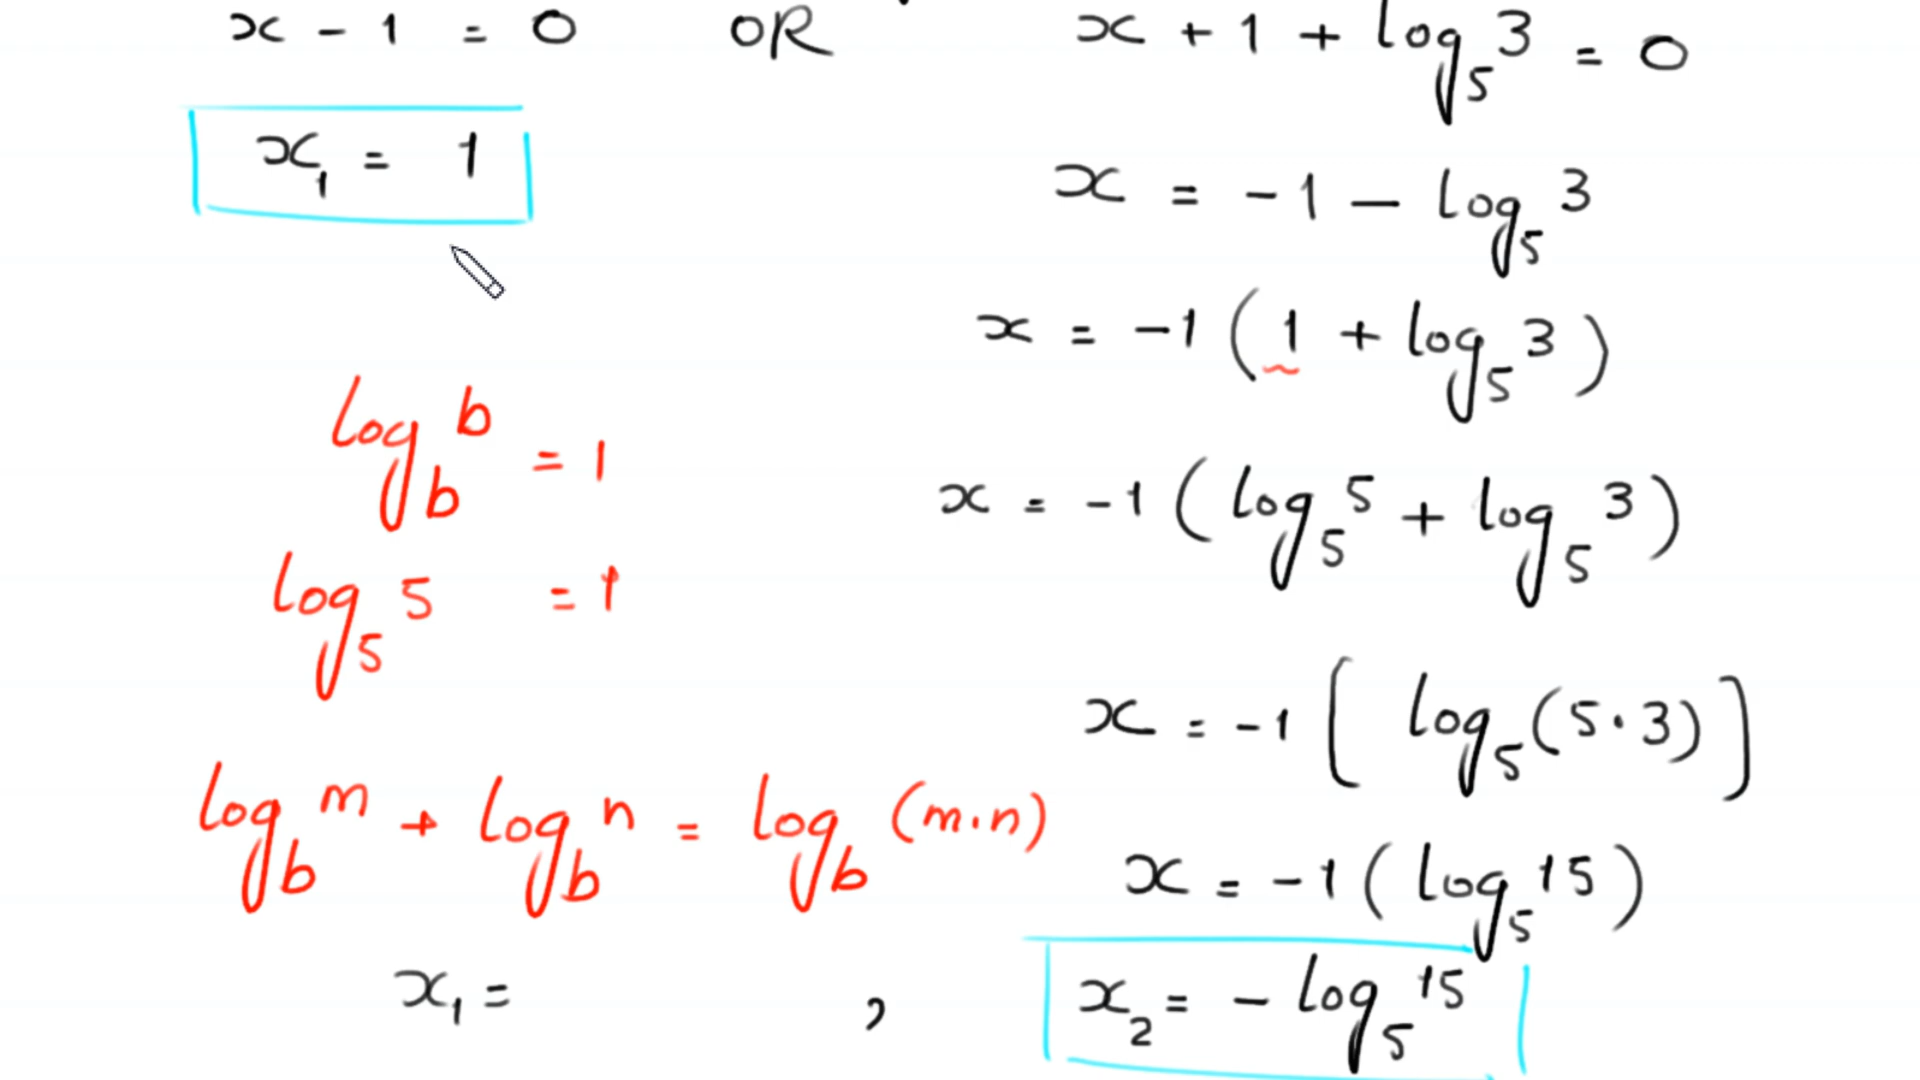 x - 1 = 0 OR x + 1 + log₅ 3 = 0
x₁ = 1
x = -1 - log₅ 3
x = -1 ( 1 + log₅ 3 )
log_b b = 1
x = -1 ( log₅ 5 + log₅ 3 )
log₅ 5 = 1
x = -1 [ log₅ (5 · 3) ]
log_b m + log_b n = log_b (m·n)
x = -1 ( log₅ 15 )
x₁ = , x₂ = - log₅ 15